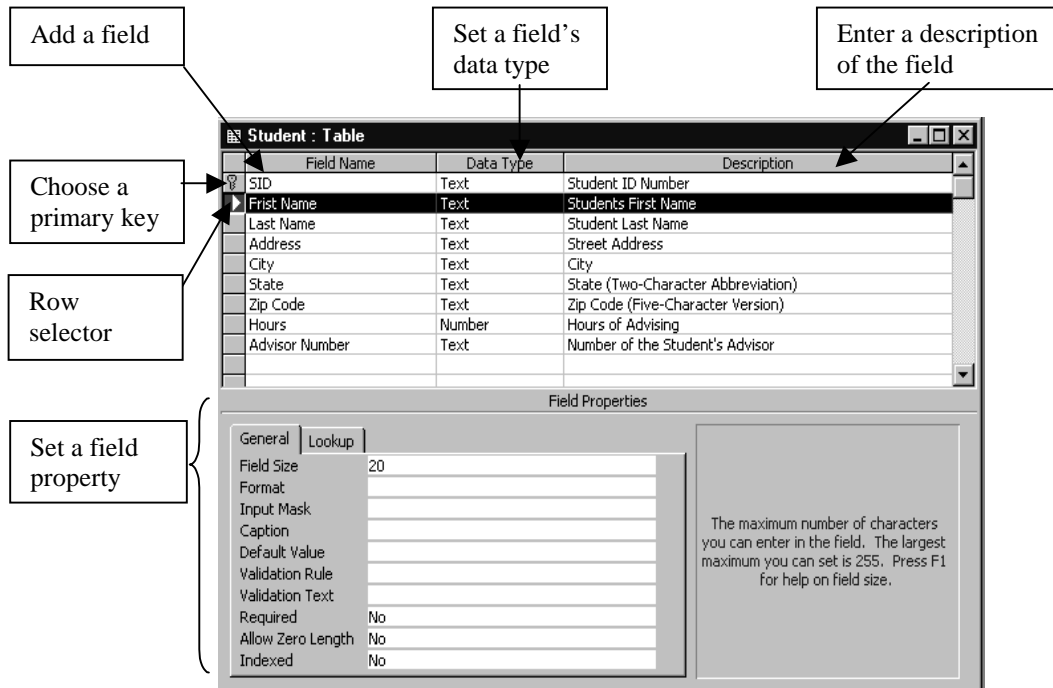 Add a field
Set a field’s
data type
Enter a description
of the field
Choose a
primary key
Row
selector
Set a field
property
Student : Table
Field Name Data Type Description
SID Text Student ID Number
Frist Name Text Students First Name
Last Name Text Student Last Name
Address Text Street Address
City Text City
State Text State (Two-Character Abbreviation)
Zip Code Text Zip Code (Five-Character Version)
Hours Number Hours of Advising
Advisor Number Text Number of the Student's Advisor
Field Properties
General Lookup
Field Size 20
Format
Input Mask
Caption
Default Value
Validation Rule
Validation Text
Required No
Allow Zero Length No
Indexed No
The maximum number of characters
you can enter in the field. The largest
maximum you can set is 255. Press F1
for help on field size.